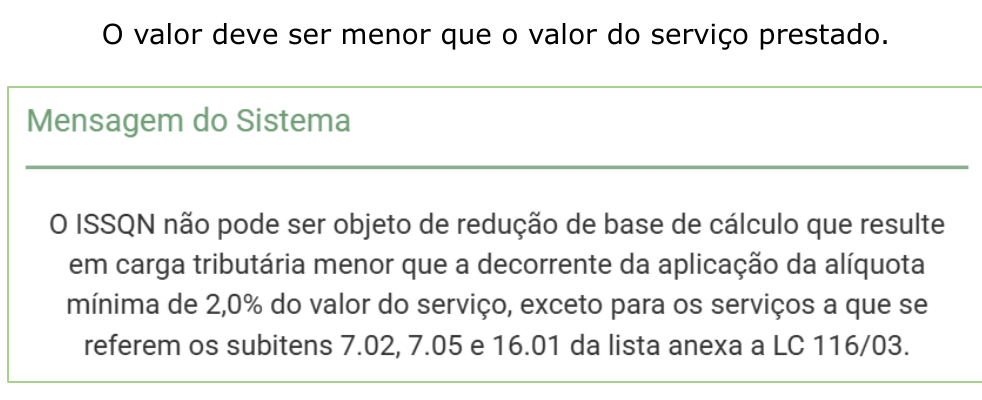 O valor deve ser menor que o valor do serviço prestado.
Mensagem do Sistema
O ISSQN não pode ser objeto de redução de base de cálculo que resulte
em carga tributária menor que a decorrente da aplicação da alíquota
mínima de 2,0% do valor do serviço, exceto para os serviços a que se
referem os subitens 7.02, 7.05 e 16.01 da lista anexa a LC 116/03.